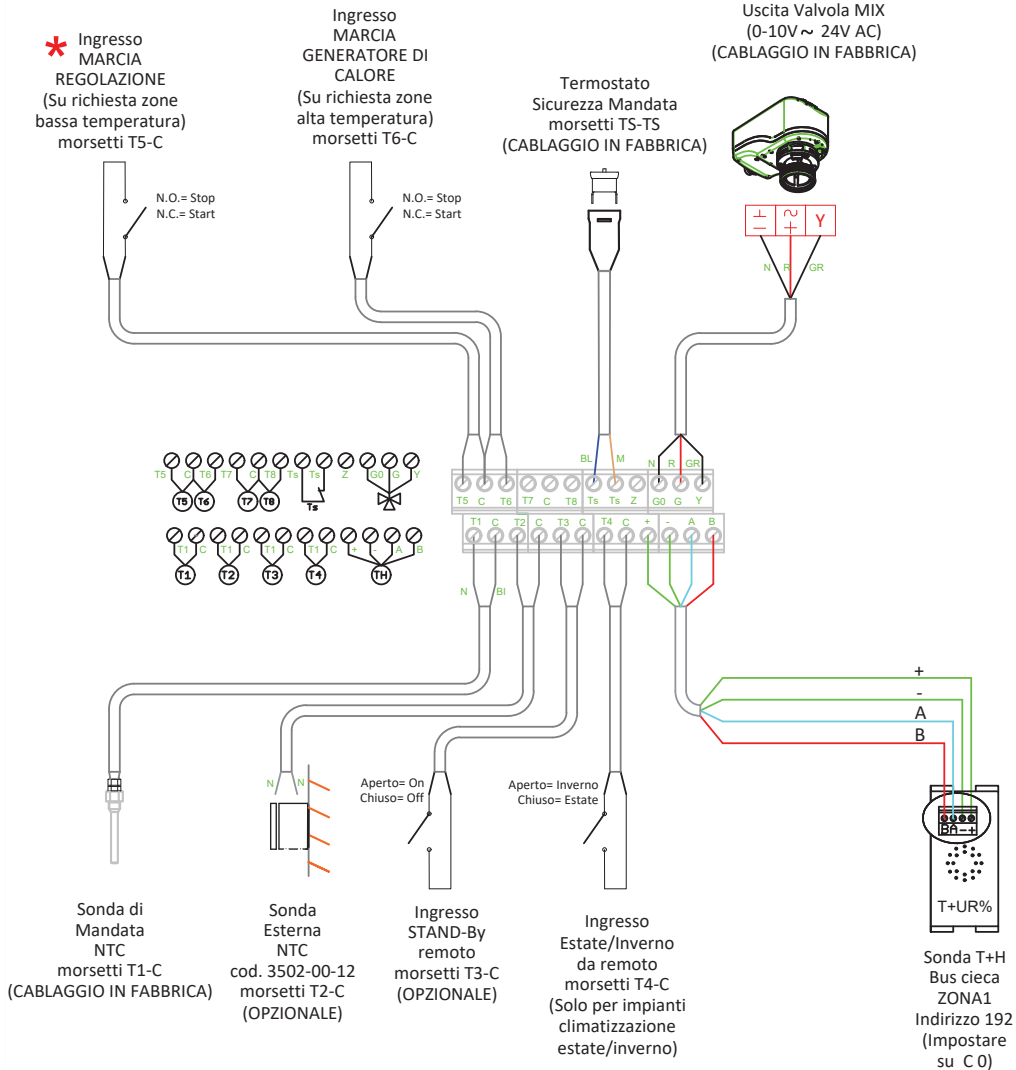 * Ingresso
MARCIA
REGOLAZIONE
(Su richiesta zone
bassa temperatura)
morsetti T5-C
Ingresso
MARCIA
GENERATORE DI
CALORE
(Su richiesta zone
alta temperatura)
morsetti T6-C
Termostato
Sicurezza Mandata
morsetti TS-TS
(CABLAGGIO IN FABBRICA)
Uscita Valvola MIX
(0-10V ~ 24V AC)
(CABLAGGIO IN FABBRICA)
N.O.= Stop
N.C.= Start
N.O.= Stop
N.C.= Start
Y
N R GR
BL M
N R GR
T5 C T6 T7 C T8 Ts Ts Z G0 G Y
T5 T6 T7 T8 Ts
T5 C T6 T7 C T8 Ts Ts Z G0 G Y
T1 C T2 C T3 C T4 C + - A B
T1 C T1 C T1 C T1 C + - A B
T1 T2 T3 T4 TH
N BI
+
-
A
B
N N
Aperto= On
Chiuso= Off
Aperto= Inverno
Chiuso= Estate
BA-+
T+UR%
Sonda di
Mandata
NTC
morsetti T1-C
(CABLAGGIO IN FABBRICA)
Sonda
Esterna
NTC
cod. 3502-00-12
morsetti T2-C
(OPZIONALE)
Ingresso
STAND-By
remoto
morsetti T3-C
(OPZIONALE)
Ingresso
Estate/Inverno
da remoto
morsetti T4-C
(Solo per impianti
climatizzazione
estate/inverno)
Sonda T+H
Bus cieca
ZONA1
Indirizzo 192
(Impostare
su C 0)